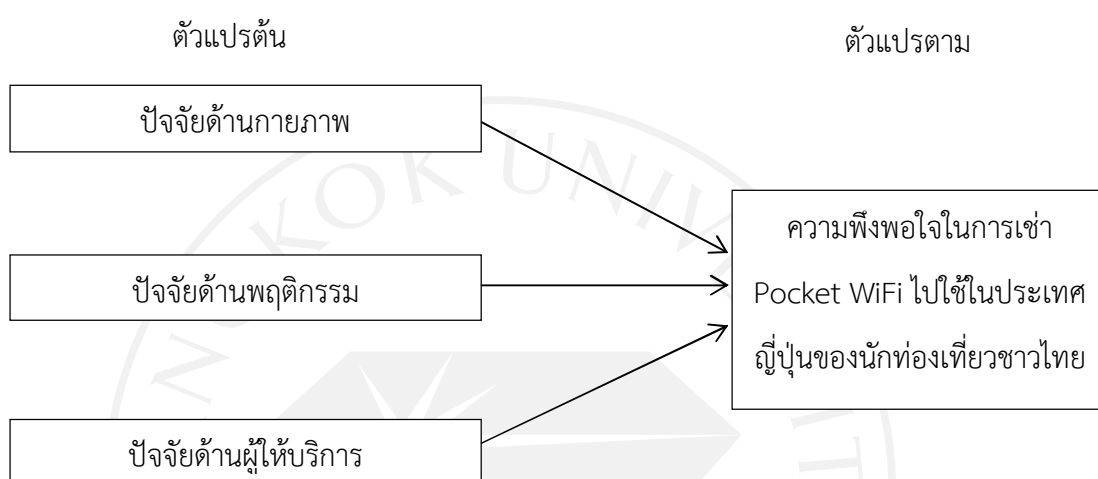 ตัวแปรต้น
ตัวแปรตาม
ปัจจัยด้านกายภาพ
ปัจจัยด้านพฤติกรรม
ปัจจัยด้านผู้ให้บริการ
ความพึงพอใจในการเช่า
Pocket WiFi ไปใช้ในประเทศ
ญี่ปุ่นของนักท่องเที่ยวชาวไทย